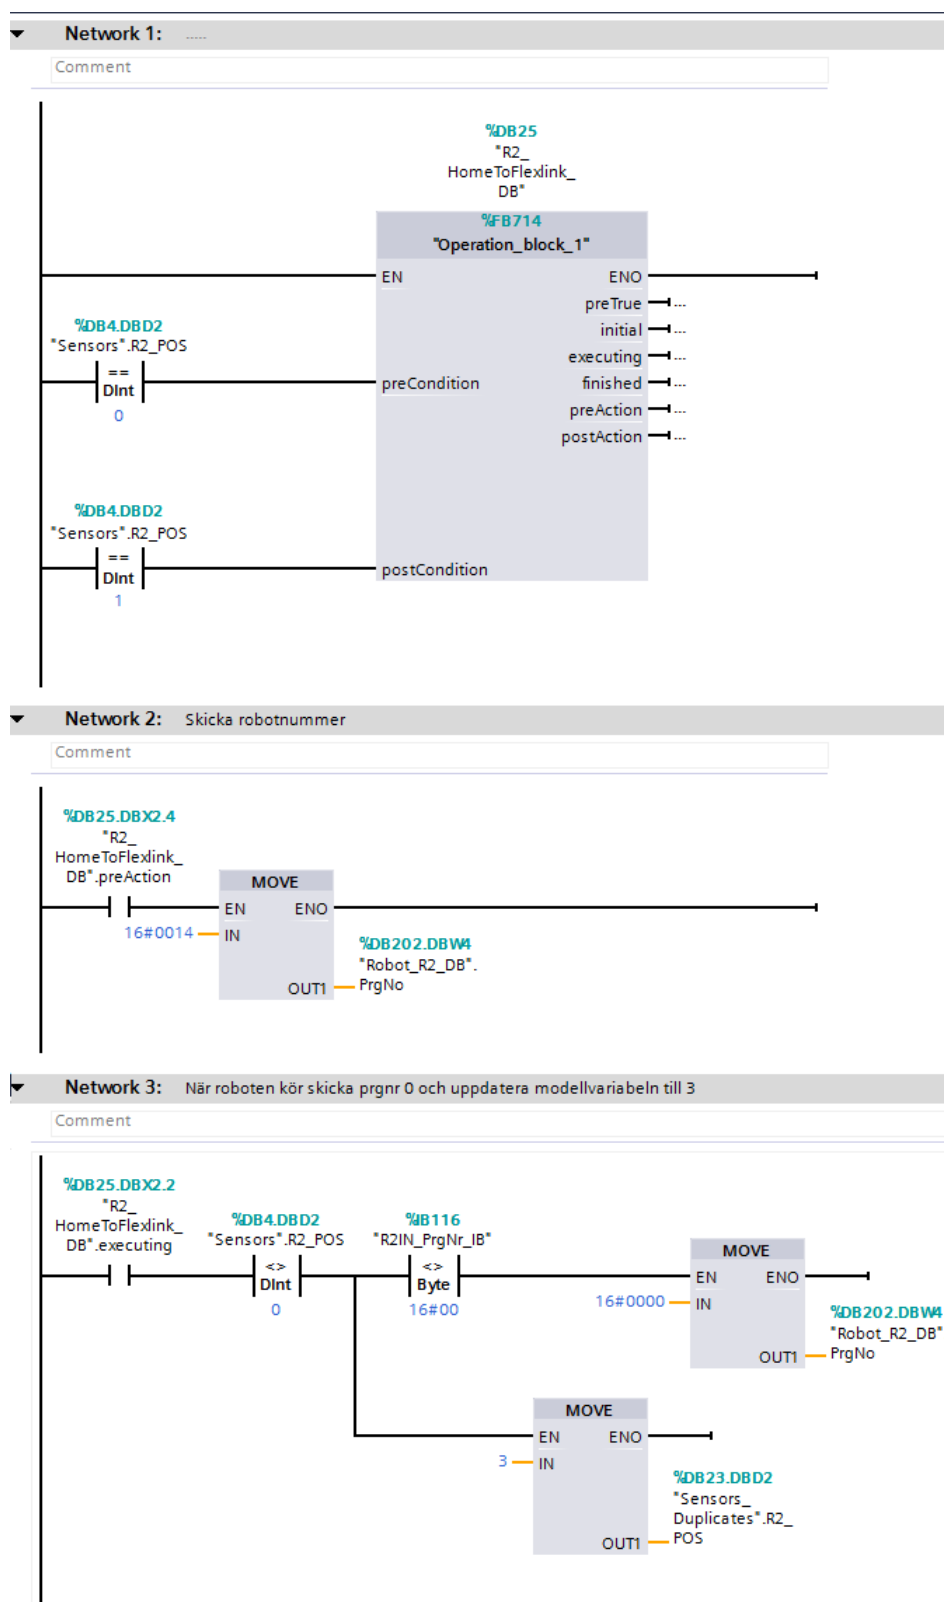 Network 1: .....
Comment
%DB25
"R2_
HomeToFlexlink_
DB"
%FB714
"Operation_block_1"
EN ENO
preTrue ...
initial ...
%DB4.DBD2
"Sensors".R2_POS
executing ...
==
DInt
0
preCondition finished ...
preAction ...
postAction ...
%DB4.DBD2
"Sensors".R2_POS
==
DInt
1
postCondition
Network 2: Skicka robotnummer
Comment
%DB25.DBX2.4
"R2_
HomeToFlexlink_
DB".preAction
MOVE
EN ENO
16#0014 IN
%DB202.DBW4
"Robot_R2_DB".
OUT1 PrgNo
Network 3: När roboten kör skicka prgnr 0 och uppdatera modellvariabeln till 3
Comment
%DB25.DBX2.2
"R2_
HomeToFlexlink_
DB".executing
%DB4.DBD2
"Sensors".R2_POS
<>
DInt
0
%IB116
"R2IN_PrgNr_IB"
<>
Byte
16#00
MOVE
EN ENO
16#0000 IN
%DB202.DBW4
"Robot_R2_DB"
OUT1 PrgNo
MOVE
EN ENO
3 IN
%DB23.DBD2
"Sensors_
Duplicates".R2_
OUT1 POS